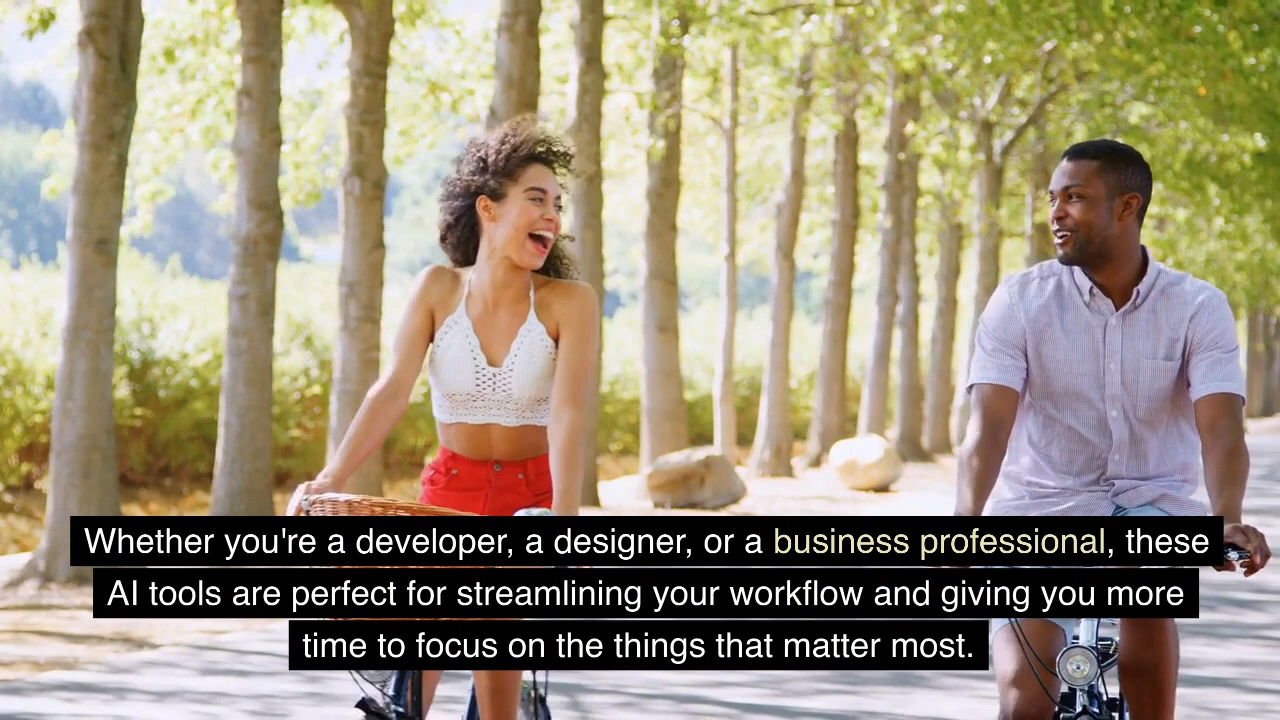 Whether you're a developer, a designer, or a business professional, these
AI tools are perfect for streamlining your workflow and giving you more
time to focus on the things that matter most.